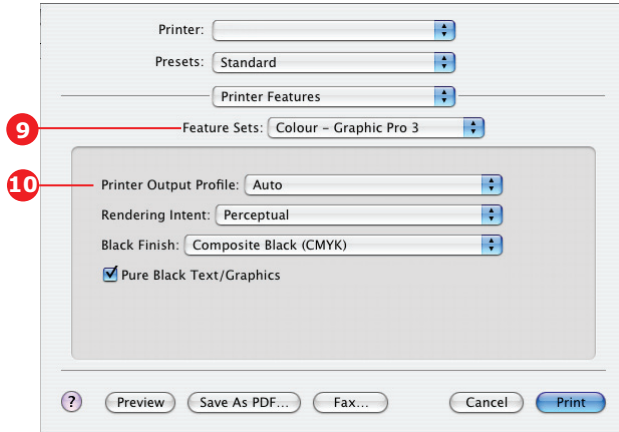 Printer:
Presets: Standard
Printer Features
9 Feature Sets: Colour – Graphic Pro 3
10 Printer Output Profile: Auto
Rendering Intent: Perceptual
Black Finish: Composite Black (CMYK)
Pure Black Text/Graphics
? Preview Save As PDF... Fax... Cancel Print